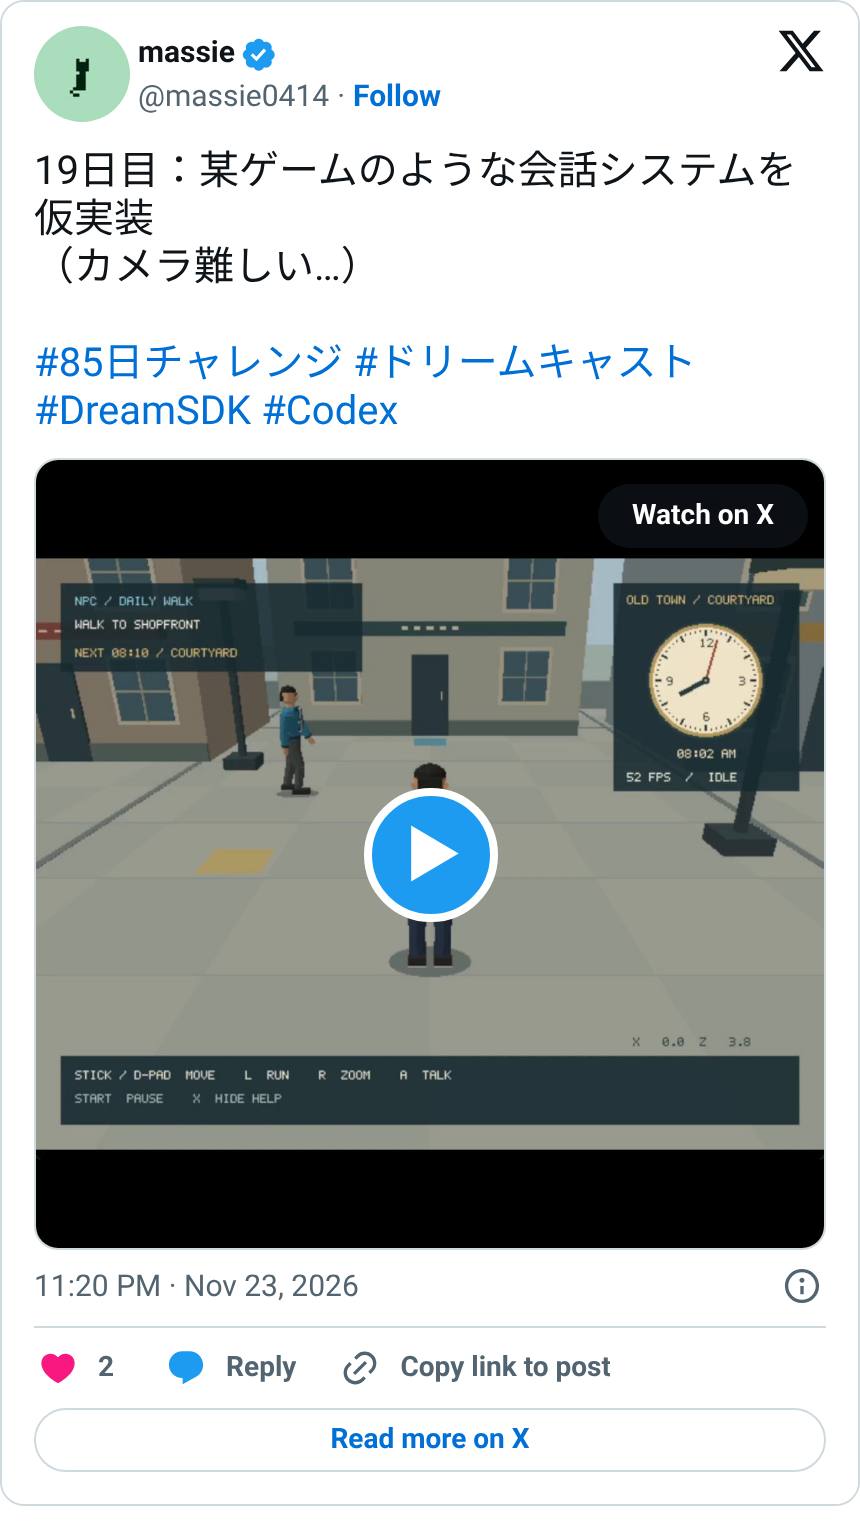 massie
@massie0414 · Follow
19日目：某ゲームのような会話システムを
仮実装
（カメラ難しい…）
#85日チャレンジ #ドリームキャスト
#DreamSDK #Codex
Watch on X
NPC / DAILY WALK
WALK TO SHOPFRONT
NEXT 08:10 / COURTYARD
OLD TOWN / COURTYARD
12
9 3
6
08:02 AM
52 FPS / IDLE
X 0.0 Z 3.8
STICK / D-PAD MOVE L RUN R ZOOM A TALK
START PAUSE X HIDE HELP
11:20 PM · Nov 23, 2026
2 Reply Copy link to post
Read more on X